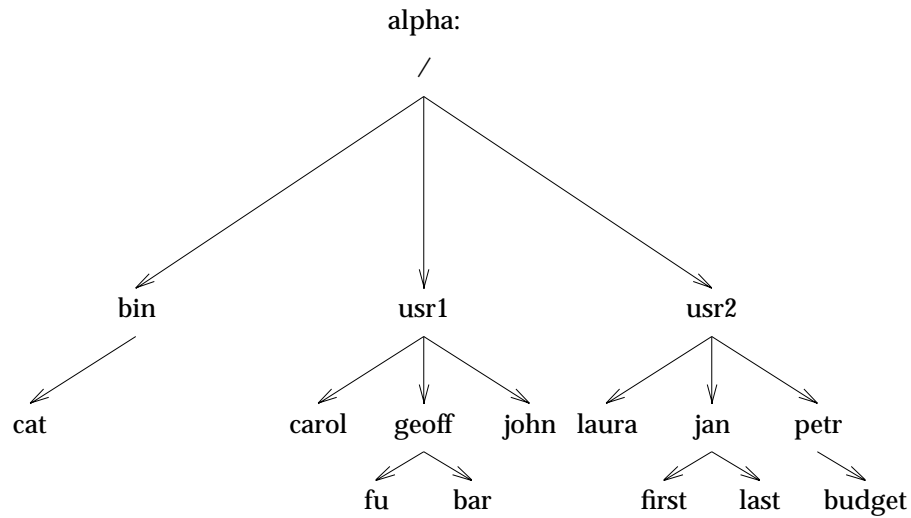 alpha:
/
bin usr1 usr2
cat carol geoff john laura jan petr
fu bar first last budget